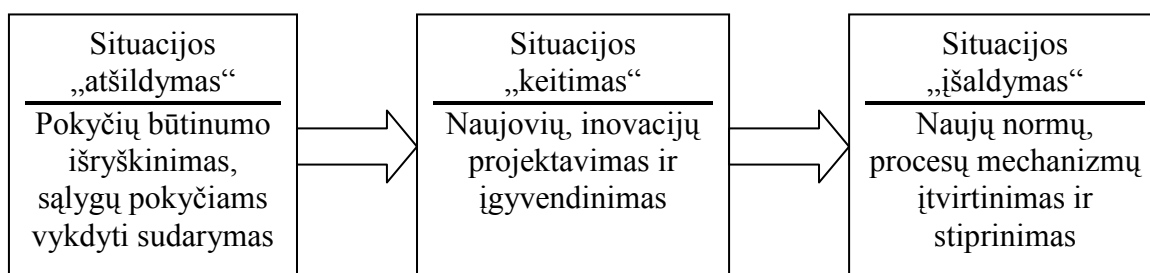 Situacijos
„atšildymas“
Pokyčių būtinumo
išryškinimas,
sąlygų pokyčiams
vykdyti sudarymas
Situacijos
„keitimas“
Naujovių, inovacijų
projektavimas ir
įgyvendinimas
Situacijos
„įšaldymas“
Naujų normų,
procesų mechanizmų
įtvirtinimas ir
stiprinimas